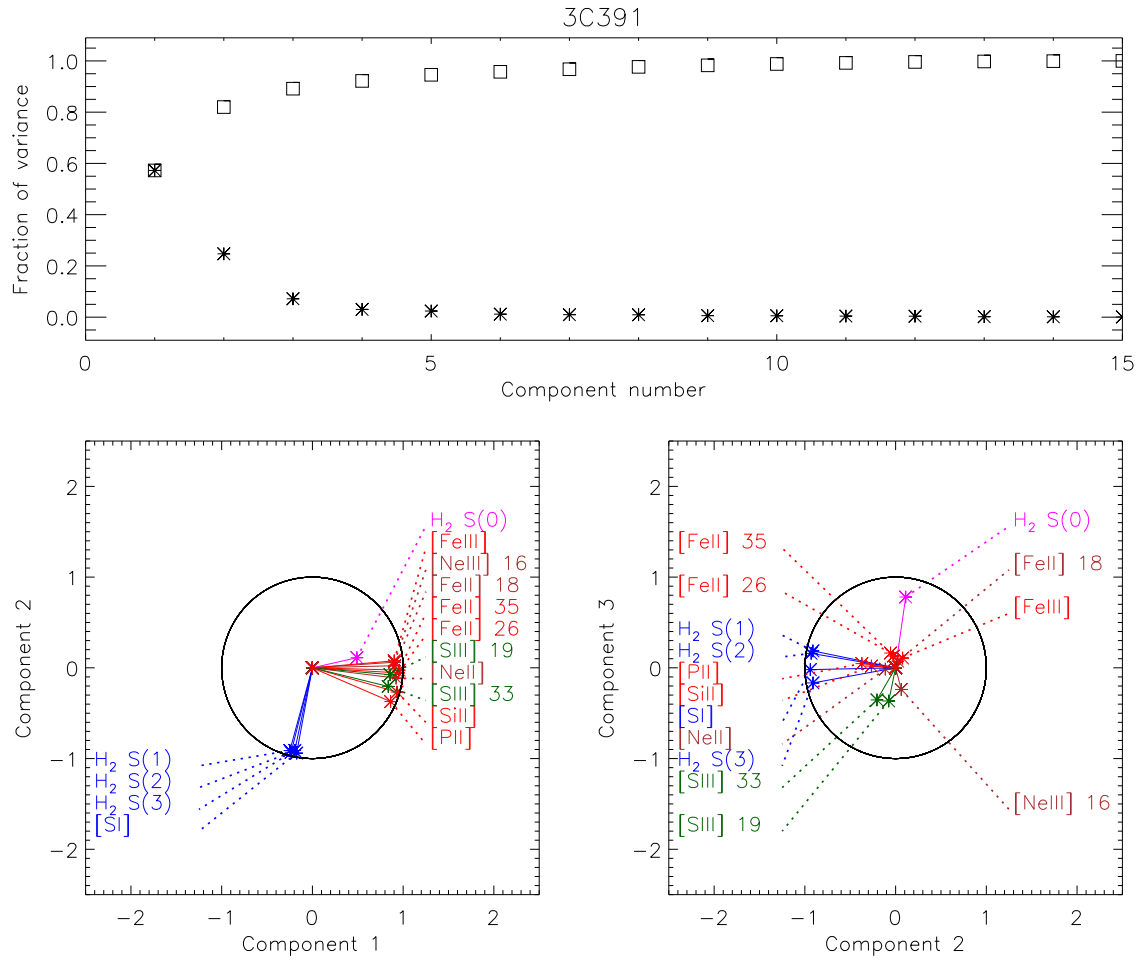 3C391
Fraction of variance
1.0
0.8
0.6
0.4
0.2
0.0
0 5 10 15
Component number
Component 2
2
1
0
−1
−2
H₂ S(0)
[FeIII]
[NeIII] 16
[FeII] 18
[FeII] 35
[FeII] 26
[SIII] 19
[NeII]
[SIII] 33
[SiII]
[PII]
H₂ S(1)
H₂ S(2)
H₂ S(3)
[SI]
−2 −1 0 1 2
Component 1
Component 3
2
1
0
−1
−2
[FeII] 35
[FeII] 26
H₂ S(1)
H₂ S(2)
[PII]
[SiII]
[SI]
[NeII]
H₂ S(3)
[SIII] 33
[SIII] 19
H₂ S(0)
[FeII] 18
[FeIII]
[NeIII] 16
−2 −1 0 1 2
Component 2